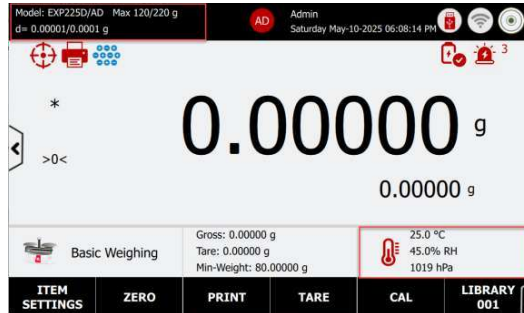 Model: EXP225D/AD Max 120/220 g
d= 0.00001/0.0001 g
AD
Admin
Saturday May-10-2025 06:08:14 PM
3
*
>0<
0.00000 g
0.00000 g
Basic Weighing
Gross: 0.00000 g
Tare: 0.00000 g
Min-Weight: 80.00000 g
25.0 °C
45.0% RH
1019 hPa
ITEM SETTINGS
ZERO
PRINT
TARE
CAL
LIBRARY 001